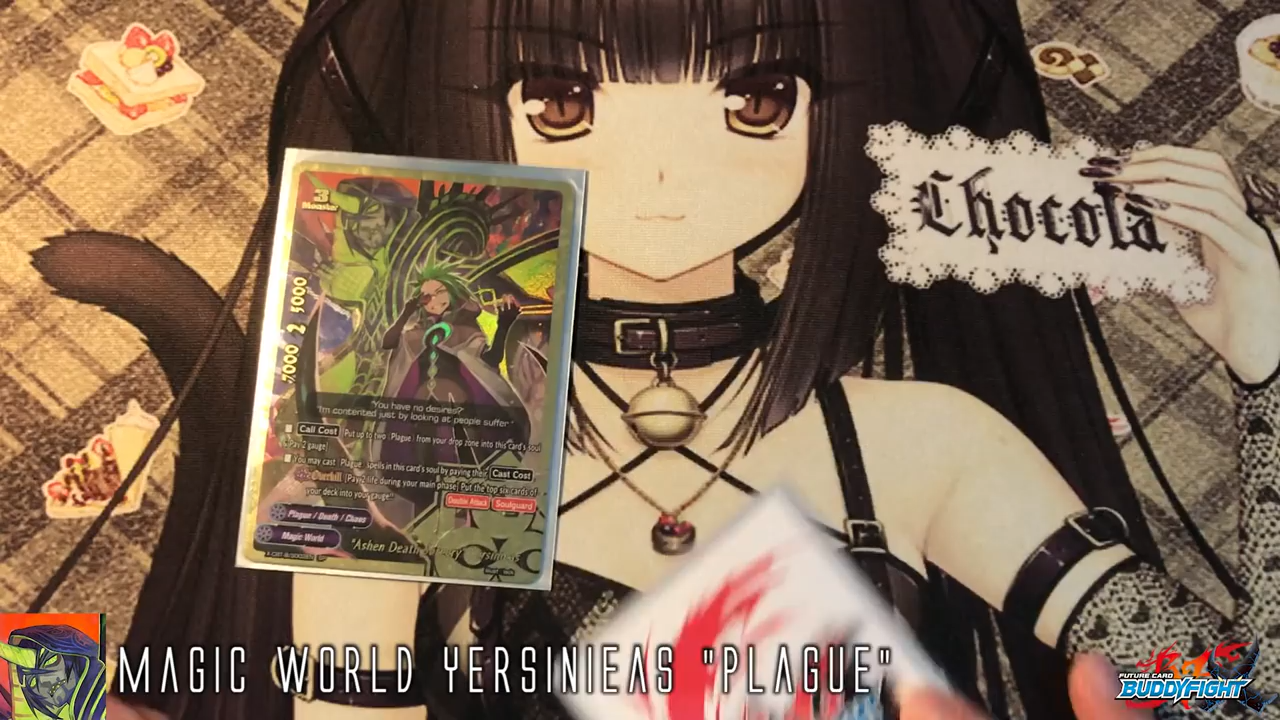 Chocola
3
Monster
7000 2 5000
"You have no desires?"
"I'm contented just by looking at people suffer"
Call Cost Put up to two "Plague" from your drop zone into this card's soul
Pay 2 gauge!
You may cast "Plague" spells in this card's soul by paying their Cast Cost
"Overkill" [Pay 2 life during your main phase] Put the top six cards of
your deck into your gauge!!
Double Attack Soulguard
Plague / Death / Chaos
Magic World
"Ashen Death
MAGIC WORLD YERSINIEAS "PLAGUE"
FUTURE CARD
BUDDYFIGHT